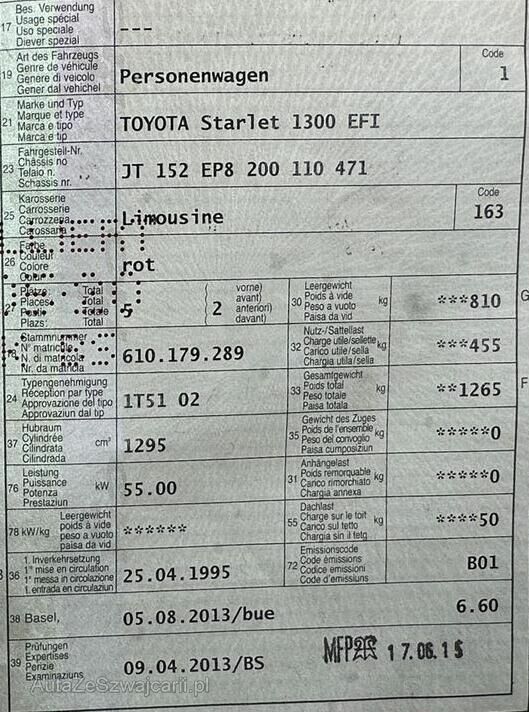 17 Bes. Verwendung
Usage spécial
Uso speciale
Diever spezial
---
19 Art des Fahrzeugs
Genre de véhicule
Genere di veicolo
Gener dal vehichel
Personenwagen
Code
1
21 Marke und Typ
Marque et type
Marca e tipo
Marca e tip
TOYOTA Starlet 1300 EFI
23 Fahrgestell-Nr.
Châssis no
Telaio n.
Schassis nr.
JT 152 EP8 200 110 471
25 Karosserie
Carrosserie
Carrozzeria
Carossaria
Limousine
Code
163
26 Farbe
Couleur
Colore
Colur
rot
Plätze: Total
Places: Total
Posti: Totale
Plazs: Total
5
2
vorne)
avant)
anteriori)
davant)
30 Leergewicht
Poids à vide
Peso a vuoto
Paisa da vid
kg
***810
G
Stammnummer
N° matricule
N. di matricola
Nr. da matricla
610.179.289
32 Nutz-/Sattellast
Charge utile/sellette
Carico utile/sella
Chargia utila/sella
kg
***455
24 Typengenehmigung
Réception par type
Approvazione del tipo
Approvaziun dal tip
1T51 02
33 Gesamtgewicht
Poids total
Peso totale
Paisa totala
kg
**1265
F
37 Hubraum
Cylindrée
Cilindrata
Cilindrada
cm³
1295
35 Gewicht des Zuges
Poids de l'ensemble
Peso del convoglio
Paisa cumposiziun
kg
*****0
76 Leistung
Puissance
Potenza
Prestaziun
kW
55.00
31 Anhängelast
Poids remorquable
Carico rimorchiato
Chargia annexa
kg
*****0
78 kW/kg Leergewicht
poids à vide
peso a vuoto
paisa da vid
******
55 Dachlast
Charge sur le toit
Carico sul tetto
Chargia sin il tetg
kg
****50
36 1. Inverkehrsetzung
1re mise en circulation
1a messa in circolazione
1. entrada en circulaziun
25.04.1995
72 Emissionscode
Code d'émissions
Codice emissioni
Code d'emissiuns
B01
38 Basel,
05.08.2013/bue
6.60
39 Prüfungen
Expertises
Perizie
Examinaziuns
09.04.2013/BS
17.06.15
AutaZeSzwajcarii.pl